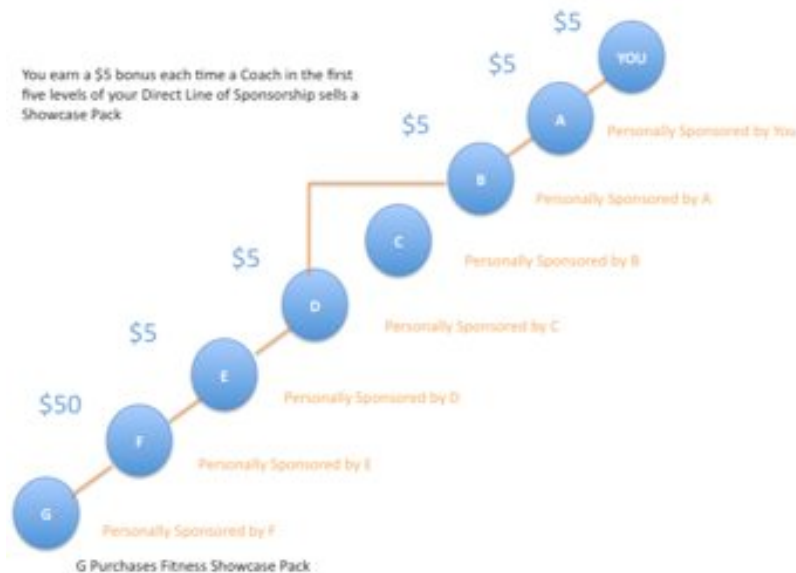 $5
YOU
You earn a $5 bonus each time a Coach in the first
five levels of your Direct Line of Sponsorship sells a
Showcase Pack
$5
A
Personally Sponsored by You
$5
B
Personally Sponsored by A
C
Personally Sponsored by B
$5
D
Personally Sponsored by C
$5
E
Personally Sponsored by D
$50
F
Personally Sponsored by E
G
Personally Sponsored by F
G Purchases Fitness Showcase Pack